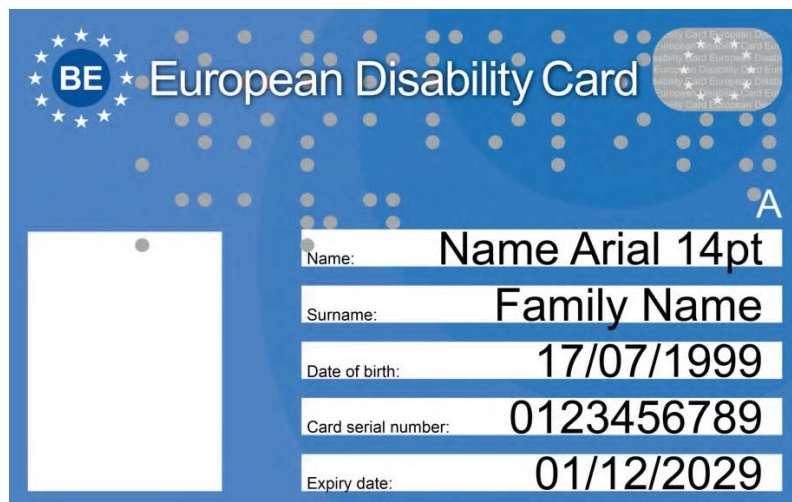 BE European Disability Card
A
Name: Name Arial 14pt
Surname: Family Name
Date of birth: 17/07/1999
Card serial number: 0123456789
Expiry date: 01/12/2029